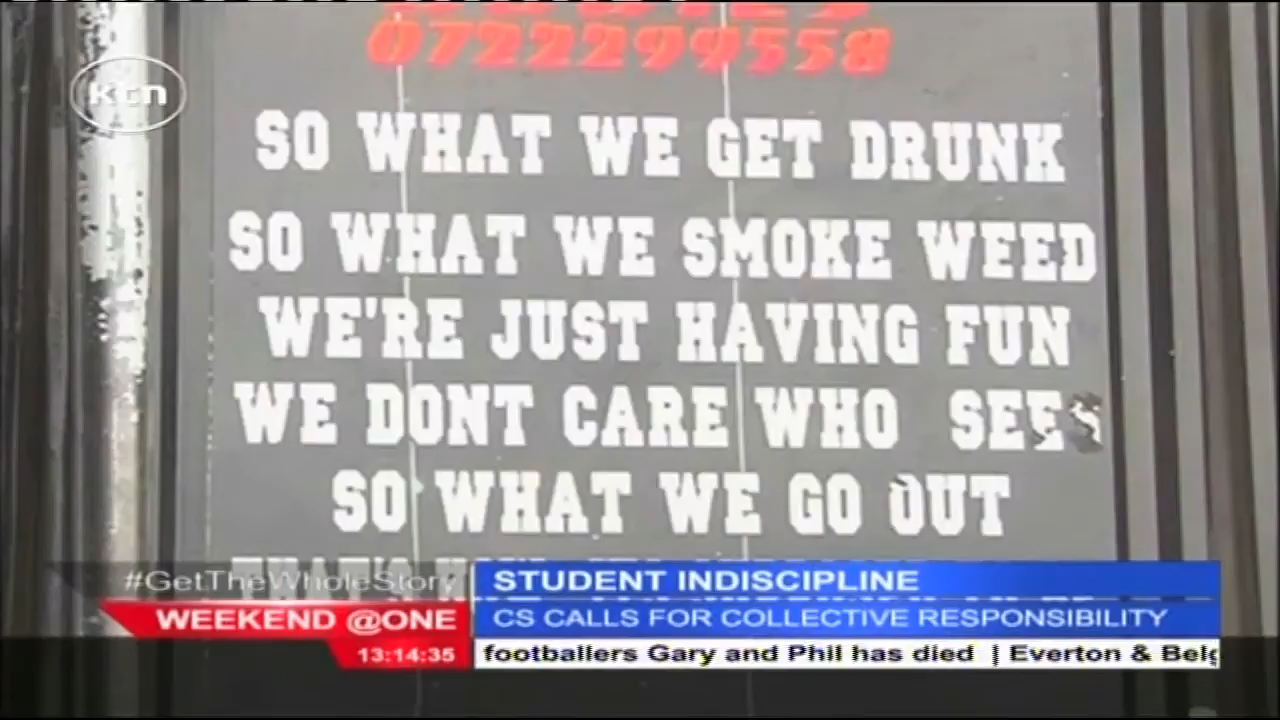 0722299558
ktn
SO WHAT WE GET DRUNK
SO WHAT WE SMOKE WEED
WE'RE JUST HAVING FUN
WE DONT CARE WHO SEES
SO WHAT WE GO OUT
THAT'S
#GetTheWholeStory
STUDENT INDISCIPLINE
WEEKEND @ONE
CS CALLS FOR COLLECTIVE RESPONSIBILITY
13:14:35
footballers Gary and Phil has died | Everton & Belg